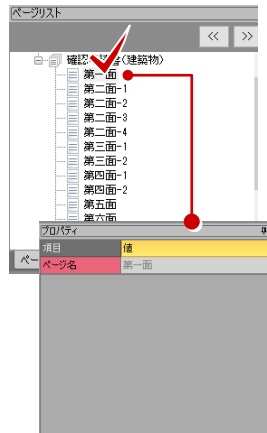 ページリスト
<< >>
確認 (建築物)
第一面
第二面-1
第二面-2
第二面-3
第二面-4
第三面-1
第三面-2
第四面-1
第四面-2
第五面
第六面
プロパティ
項目 値
ペー
ページ名 第一面